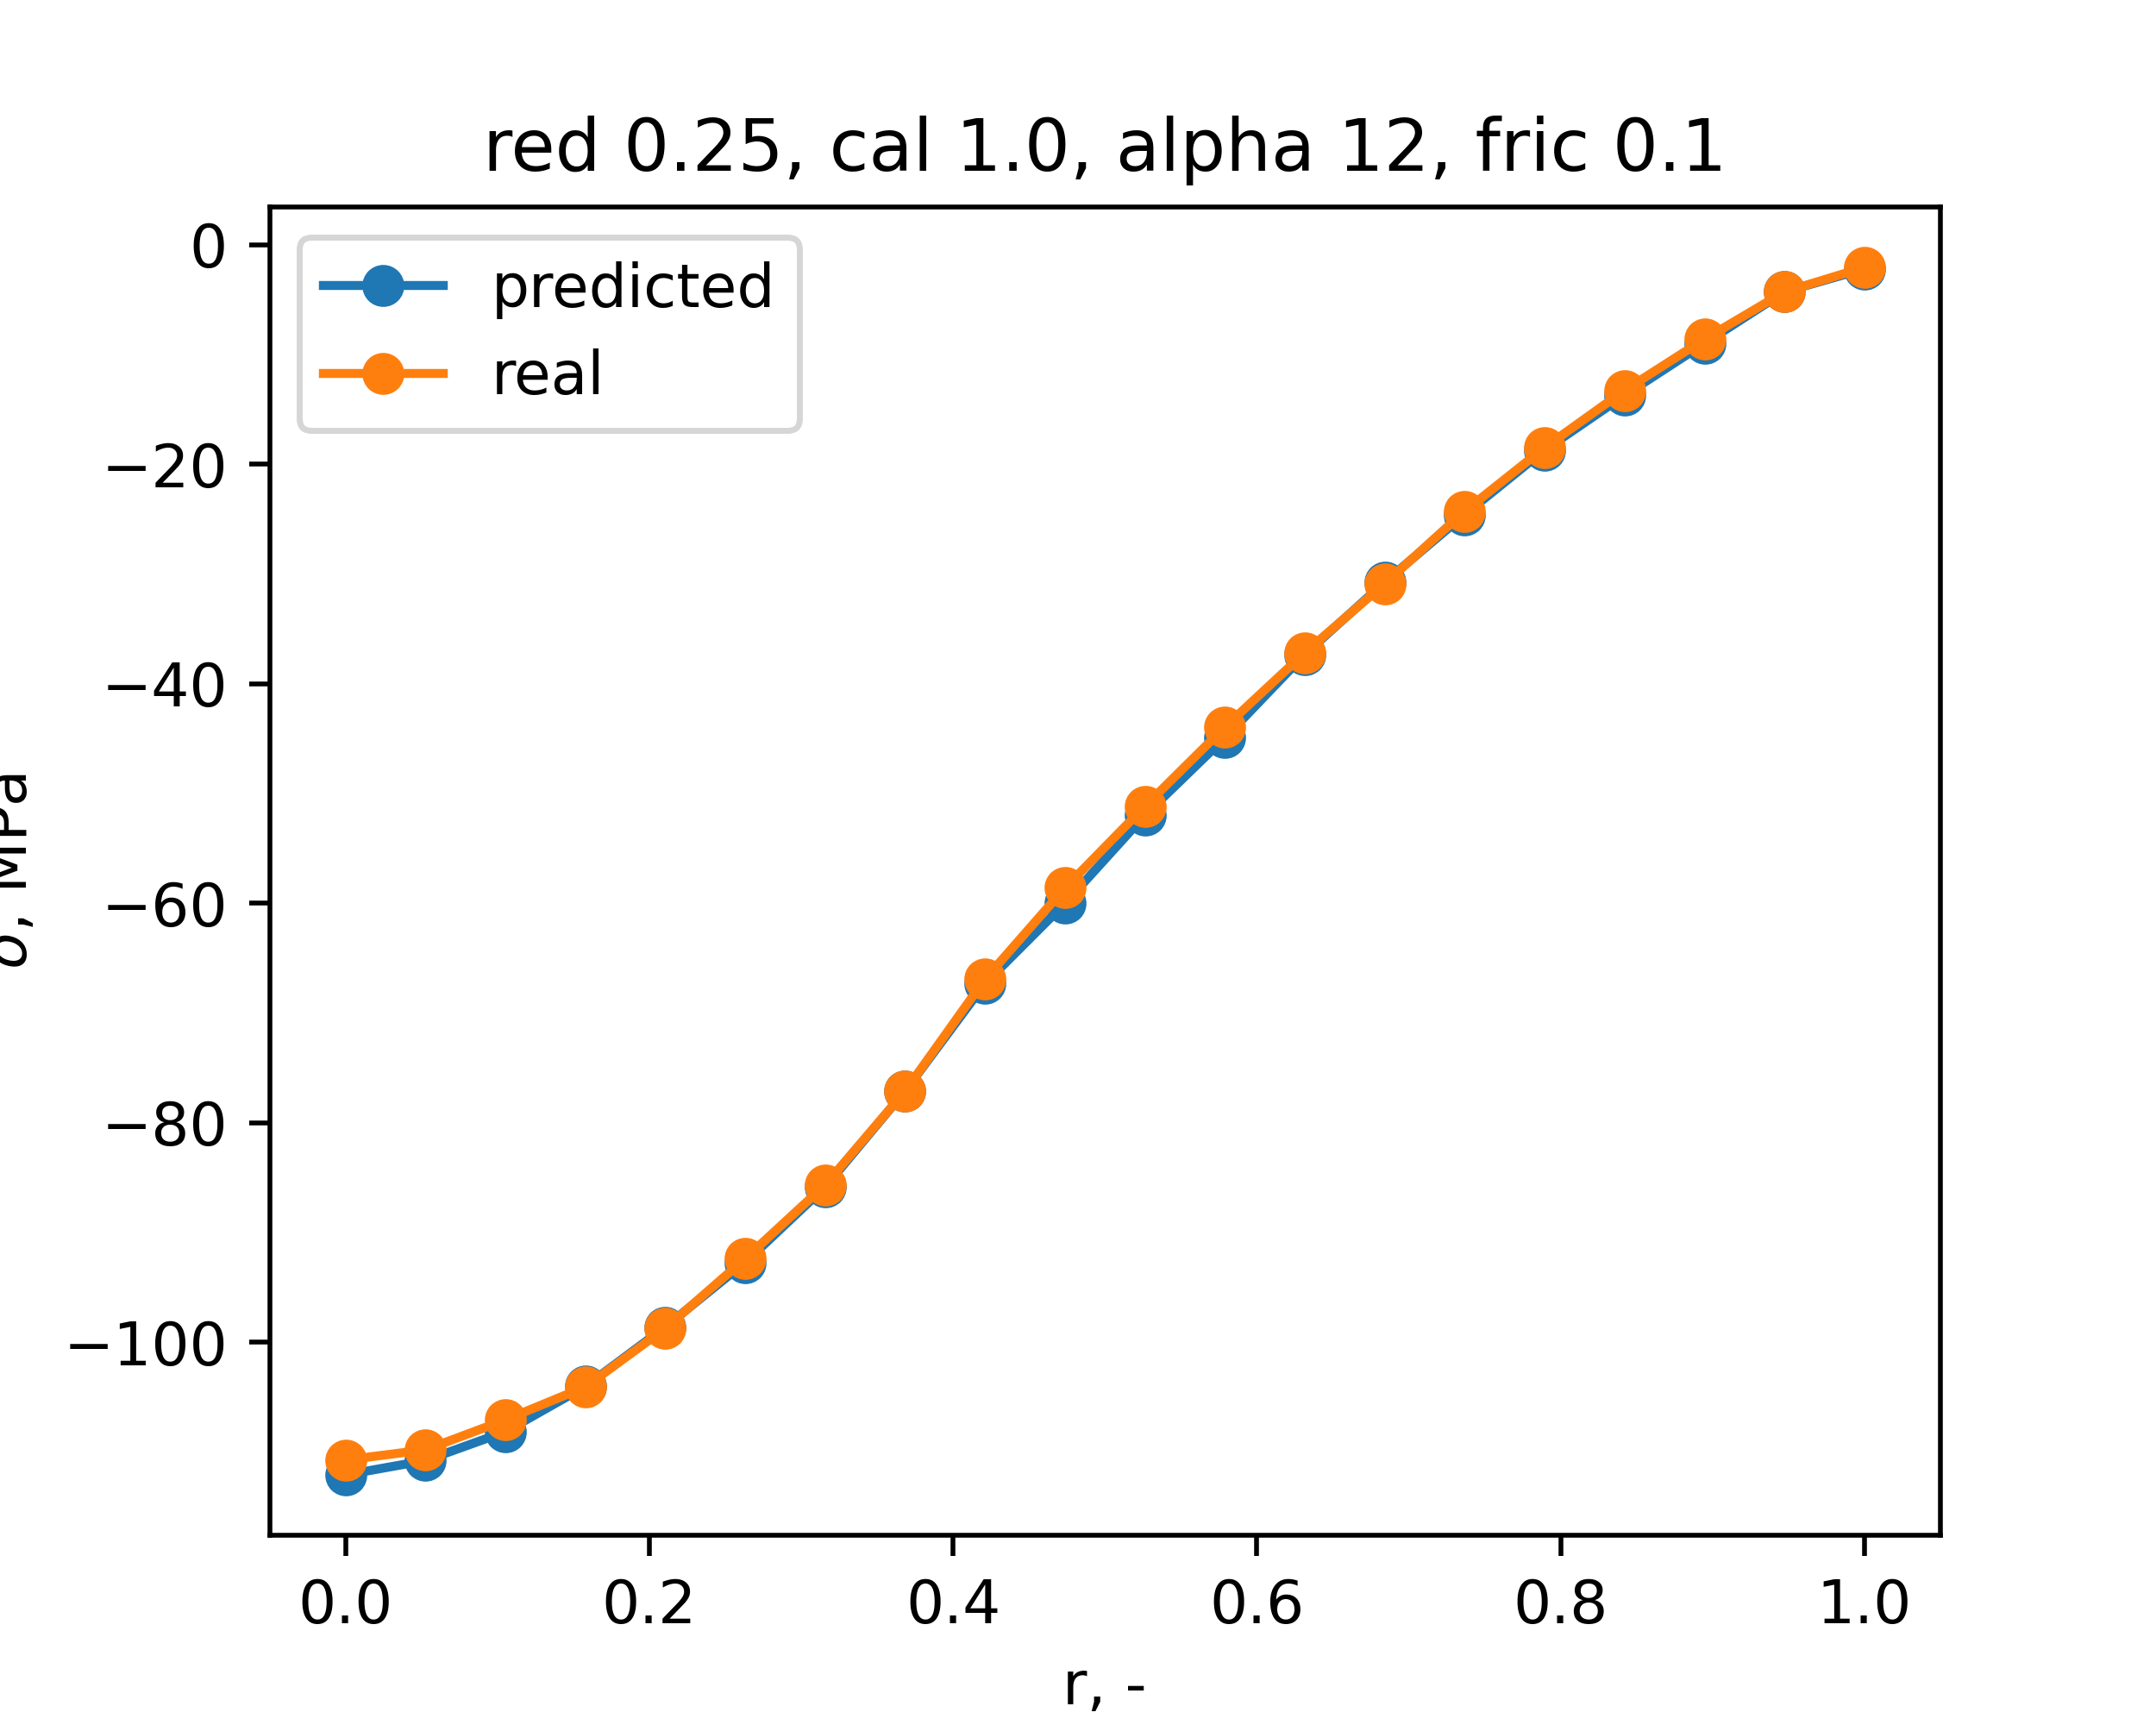 red 0.25, cal 1.0, alpha 12, fric 0.1
predicted
real
0
−20
−40
−60
−80
−100
σ, MPa
0.0 0.2 0.4 0.6 0.8 1.0
r, -